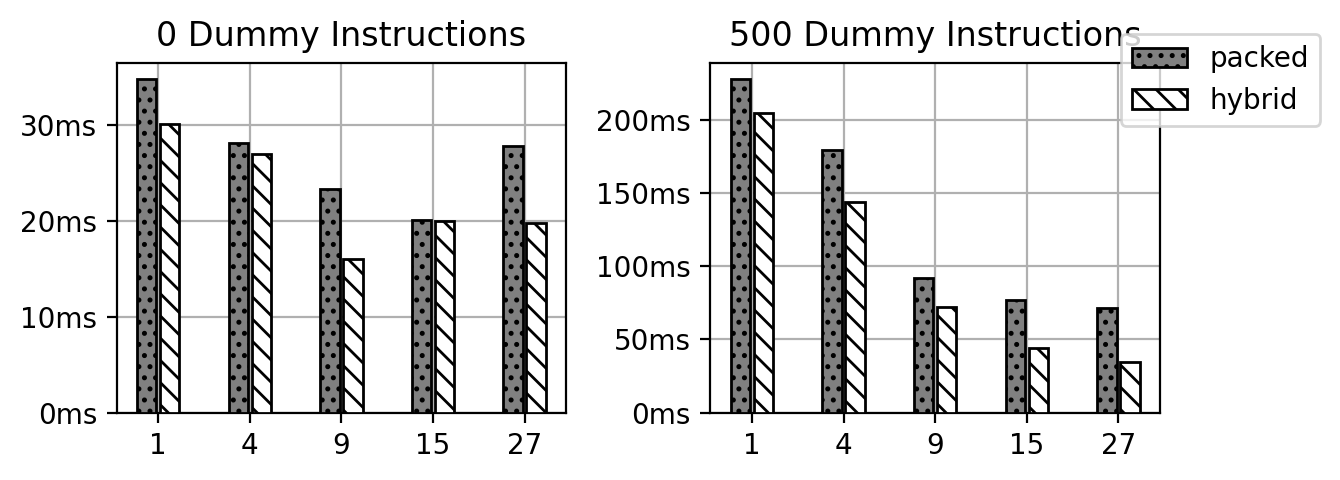 0 Dummy Instructions
30ms
20ms
10ms
0ms
1 4 9 15 27
500 Dummy Instructions
200ms
150ms
100ms
50ms
0ms
1 4 9 15 27
packed
hybrid